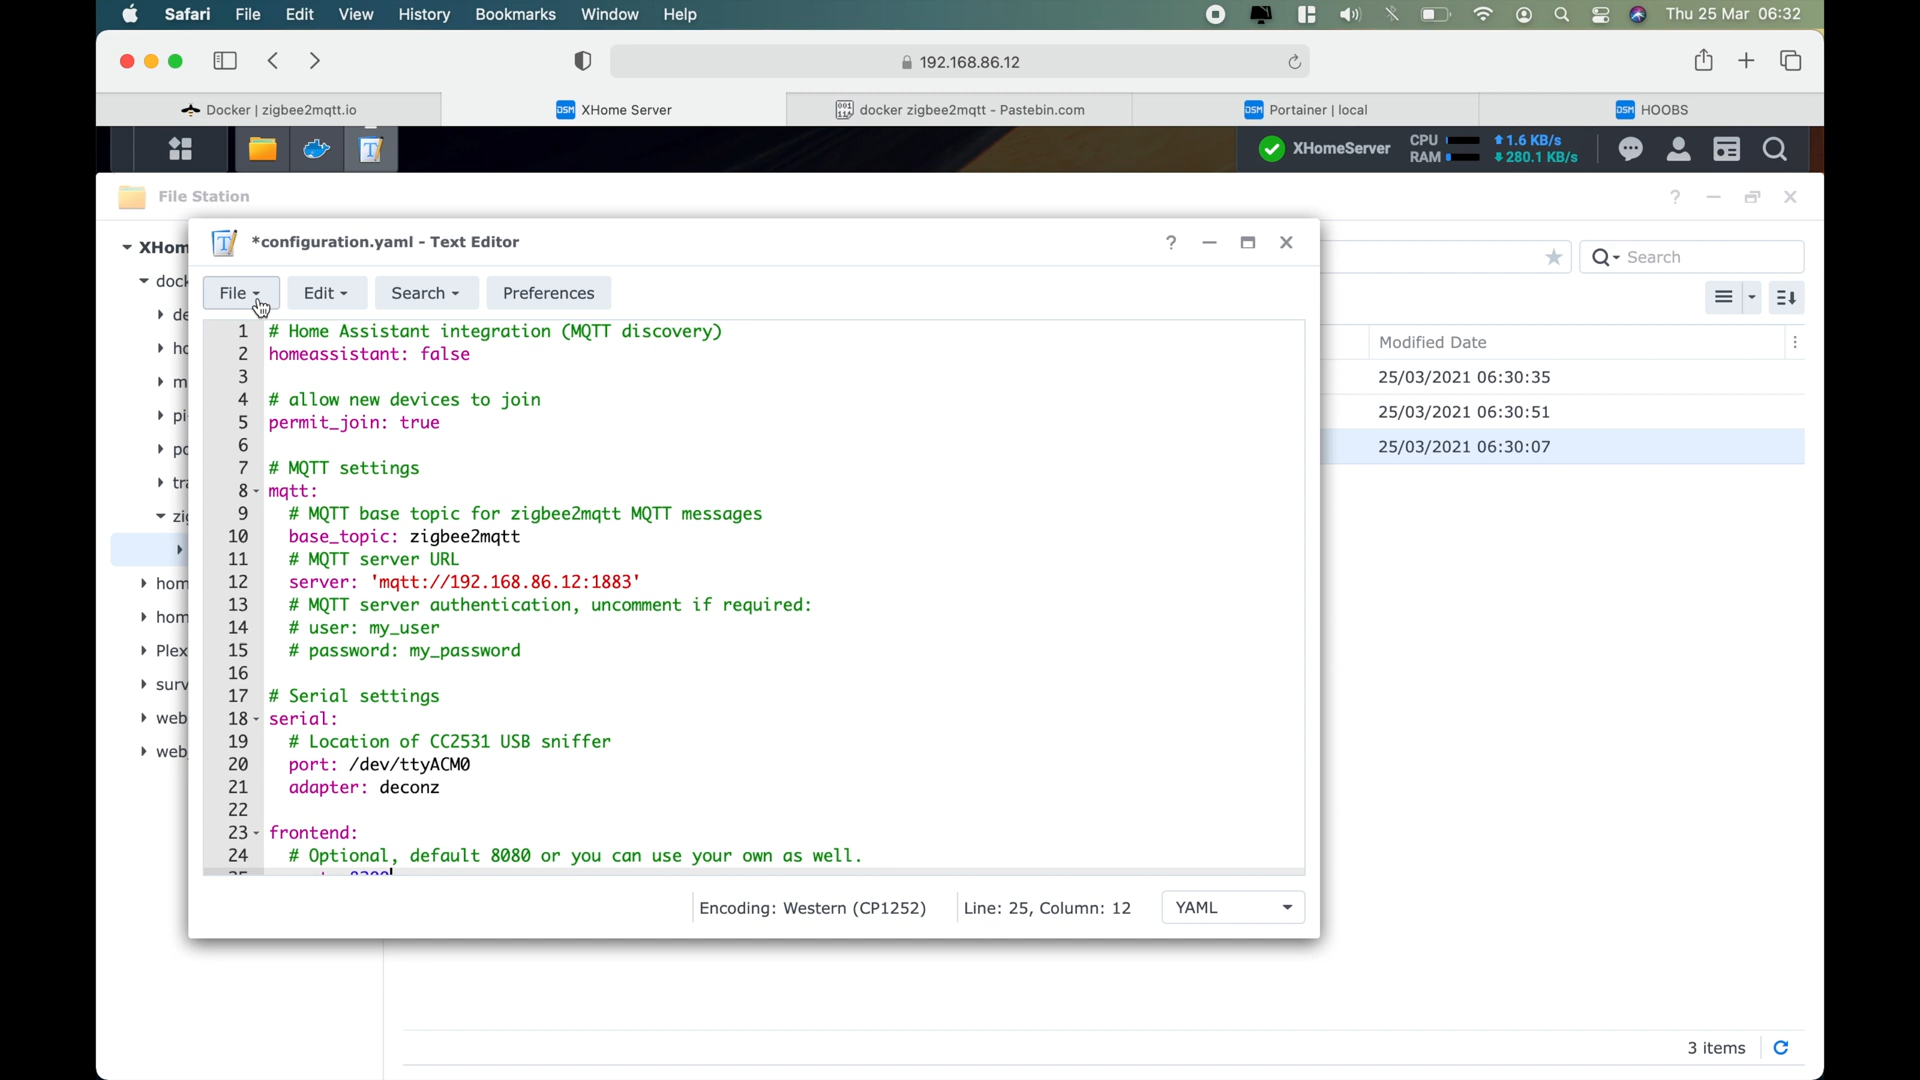 Safari File Edit View History Bookmarks Window Help Thu 25 Mar 06:32
192.168.86.12
Docker | zigbee2mqtt.io
DSM XHome Server
docker zigbee2mqtt - Pastebin.com
DSM Portainer | local
DSM HOOBS
XHomeServer
CPU
RAM
1.6 KB/s
280.1 KB/s
File Station
*configuration.yaml - Text Editor
File Edit Search Preferences
Search
Modified Date
25/03/2021 06:30:35
25/03/2021 06:30:51
25/03/2021 06:30:07
1 # Home Assistant integration (MQTT discovery)
2 homeassistant: false
3
4 # allow new devices to join
5 permit_join: true
6
7 # MQTT settings
8 mqtt:
9 # MQTT base topic for zigbee2mqtt MQTT messages
10 base_topic: zigbee2mqtt
11 # MQTT server URL
12 server: 'mqtt://192.168.86.12:1883'
13 # MQTT server authentication, uncomment if required:
14 # user: my_user
15 # password: my_password
16
17 # Serial settings
18 serial:
19 # Location of CC2531 USB sniffer
20 port: /dev/ttyACM0
21 adapter: deconz
22
23 frontend:
24 # Optional, default 8080 or you can use your own as well.
Encoding: Western (CP1252) Line: 25, Column: 12 YAML
3 items